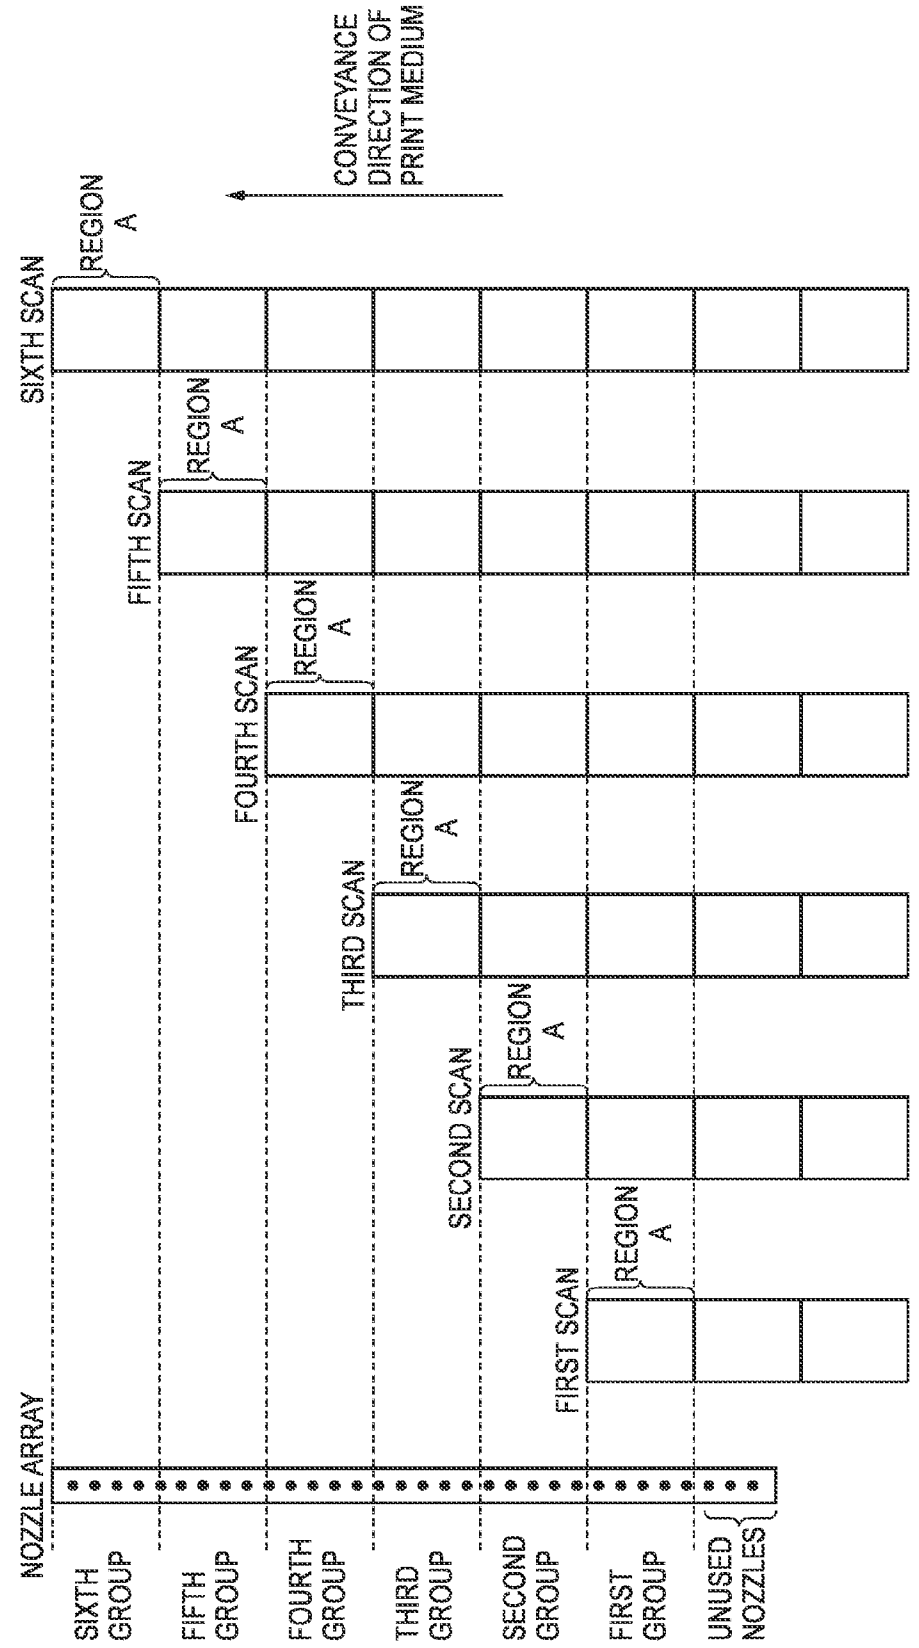 NOZZLE ARRAY
SIXTH
GROUP
FIFTH
GROUP
FOURTH
GROUP
THIRD
GROUP
SECOND
GROUP
FIRST
GROUP
UNUSED
NOZZLES
FIRST SCAN
REGION
A
SECOND SCAN
REGION
A
THIRD SCAN
REGION
A
FOURTH SCAN
REGION
A
FIFTH SCAN
REGION
A
SIXTH SCAN
REGION
A
CONVEYANCE
DIRECTION OF
PRINT MEDIUM